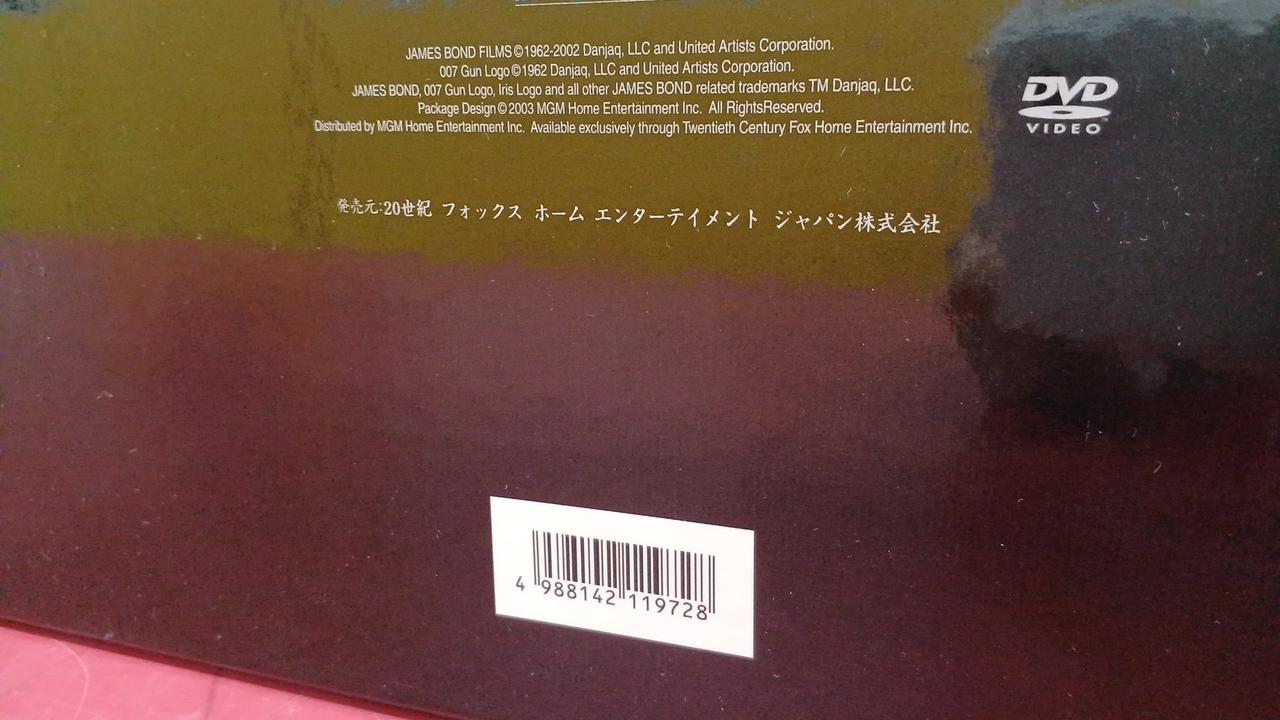 JAMES BOND FILMS ©1962-2002 Danjaq, LLC and United Artists Corporation.
007 Gun Logo ©1962 Danjaq, LLC and United Artists Corporation.
JAMES BOND, 007 Gun Logo, Iris Logo and all other JAMES BOND related trademarks TM Danjaq, LLC.
Package Design © 2003 MGM Home Entertainment Inc. All RightsReserved.
Distributed by MGM Home Entertainment Inc. Available exclusively through Twentieth Century Fox Home Entertainment Inc.
DVD
VIDEO
TM
発売元:20世紀 フォックス ホーム エンターテイメント ジャパン株式会社
4 988142 119728